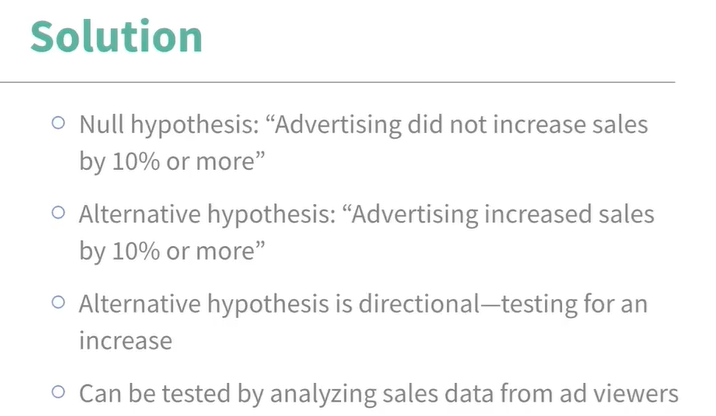 Solution
Null hypothesis: “Advertising did not increase sales
by 10% or more”
Alternative hypothesis: “Advertising increased sales
by 10% or more”
Alternative hypothesis is directional—testing for an
increase
Can be tested by analyzing sales data from ad viewers